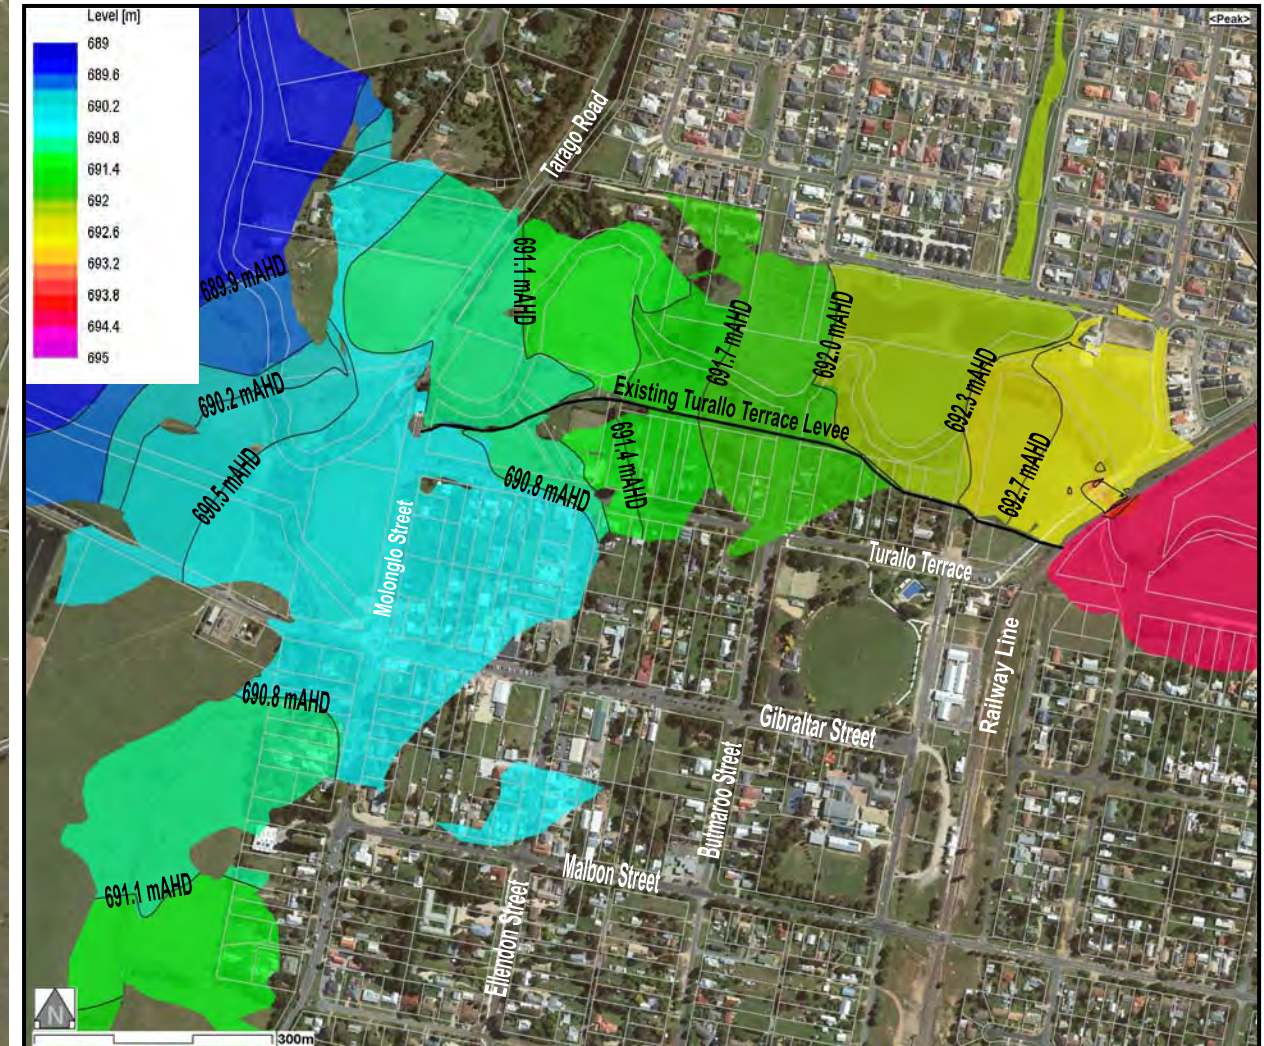 Level [m]
689
689.6
690.2
690.8
691.4
692
692.6
693.2
693.8
694.4
695
<Peak>
Tarago Road
689.9 mAHD
691.1 mAHD
691.7 mAHD
692.0 mAHD
692.3 mAHD
690.2 mAHD
Existing Turallo Terrace Levee
690.5 mAHD
690.8 mAHD
691.4 mAHD
692.7 mAHD
Molonglo Street
Turallo Terrace
Railway Line
690.8 mAHD
Gibraltar Street
Butmaroo Street
691.1 mAHD
Malbon Street
Ellendon Street
N
300m